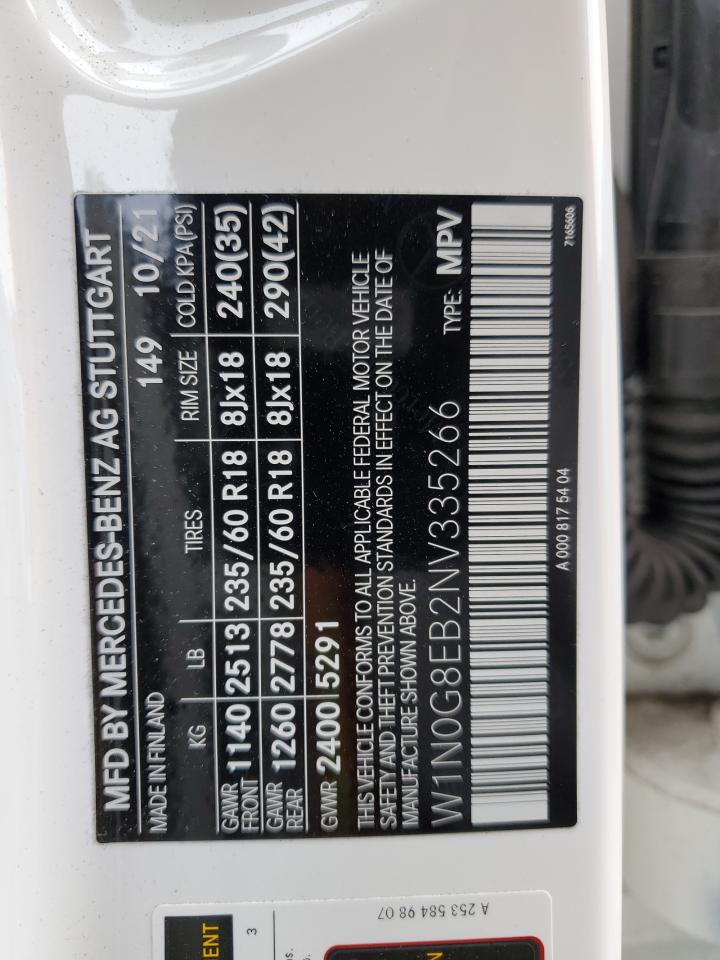 MFD BY MERCEDES-BENZ AG STUTTGART
MADE IN FINLAND 149 10/21
KG LB TIRES RIM SIZE COLD KPA(PSI)
GAWR FRONT 1140 2513 235/60 R18 8Jx18 240(35)
GAWR REAR 1260 2778 235/60 R18 8Jx18 290(42)
GWR 2400 5291
THIS VEHICLE CONFORMS TO ALL APPLICABLE FEDERAL MOTOR VEHICLE
SAFETY AND THEFT PREVENTION STANDARDS IN EFFECT ON THE DATE OF
MANUFACTURE SHOWN ABOVE.
W1N0G8EB2NV335266 TYPE: MPV
A 000 817 54 04 7165606
A 253 584 98 07
ENT
3